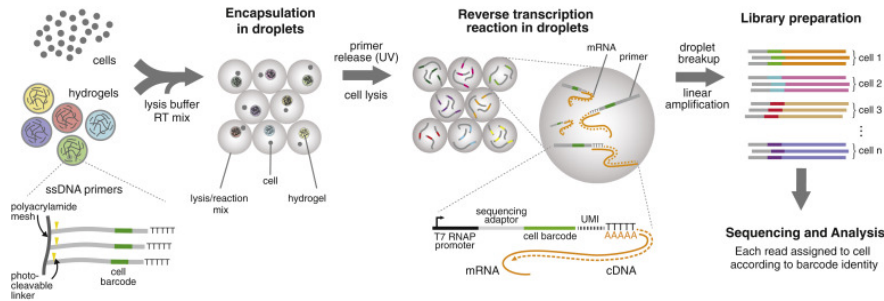 cells
hydrogels
lysis buffer
RT mix
ssDNA primers
polyacrylamide
mesh
TTTTT
TTTTT
TTTTT
photo-
cleavable
linker
cell
barcode
Encapsulation
in droplets
lysis/reaction
mix
cell
hydrogel
primer
release (UV)
cell lysis
Reverse transcription
reaction in droplets
mRNA
primer
T7 RNAP
promoter
sequencing
adaptor
cell barcode
UMI
TTTTT
AAAAA
mRNA
cDNA
droplet
breakup
linear
amplification
Library preparation
cell 1
cell 2
cell 3
...
cell n
Sequencing and Analysis
Each read assigned to cell
according to barcode identity